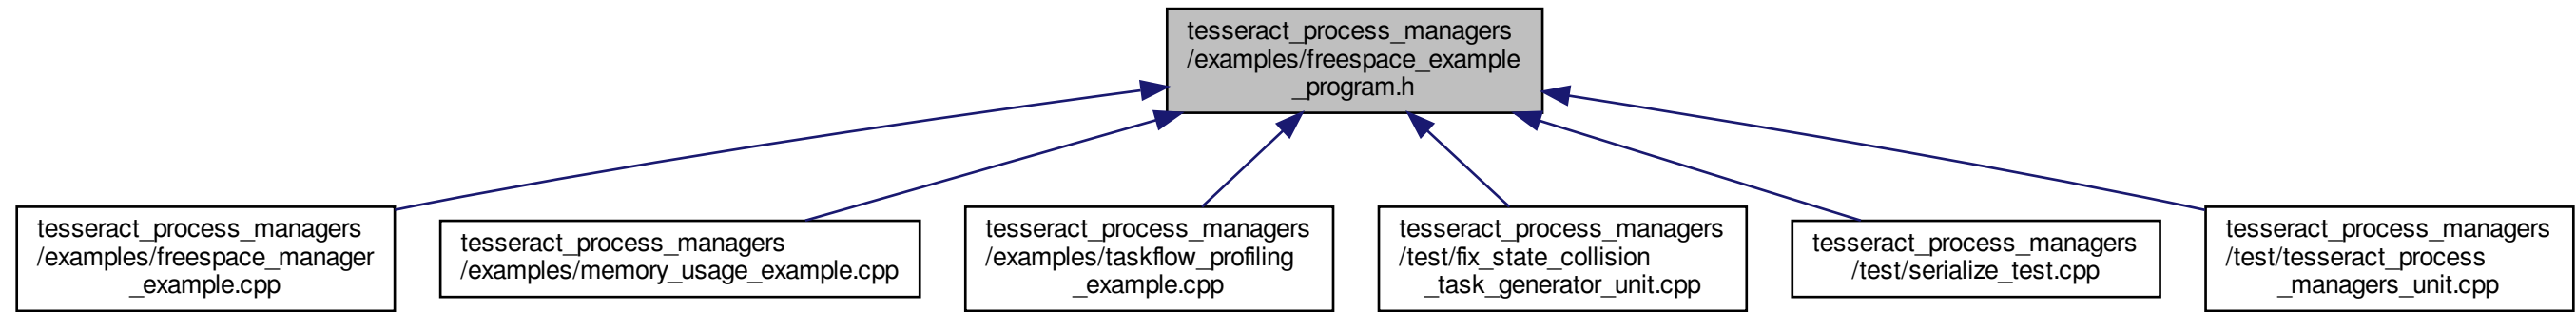 tesseract_process_managers
/examples/freespace_example
_program.h
tesseract_process_managers
/examples/freespace_manager
_example.cpp
tesseract_process_managers
/examples/memory_usage_example.cpp
tesseract_process_managers
/examples/taskflow_profiling
_example.cpp
tesseract_process_managers
/test/fix_state_collision
_task_generator_unit.cpp
tesseract_process_managers
/test/serialize_test.cpp
tesseract_process_managers
/test/tesseract_process
_managers_unit.cpp